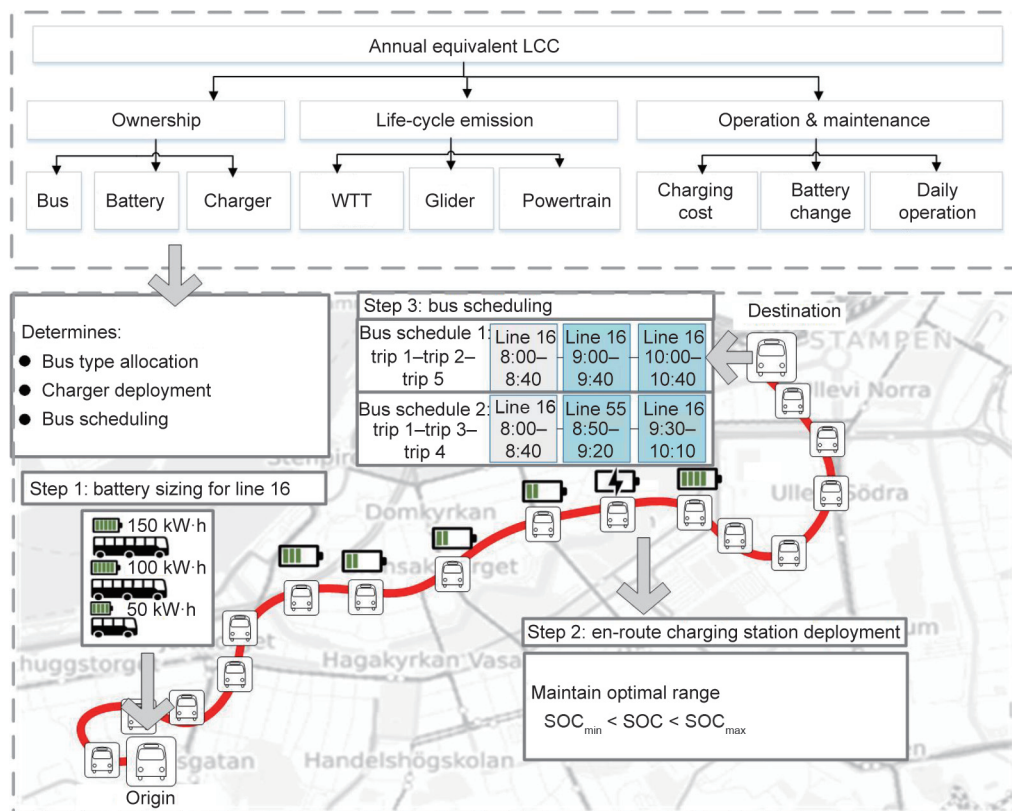 Annual equivalent LCC
Ownership
Life-cycle emission
Operation & maintenance
Bus
Battery
Charger
WTT
Glider
Powertrain
Charging
cost
Battery
change
Daily
operation
Determines:
● Bus type allocation
● Charger deployment
● Bus scheduling
Step 3: bus scheduling
Bus schedule 1:
trip 1–trip 2–
trip 5
Line 16
8:00–
8:40
Line 16
9:00–
9:40
Line 16
10:00–
10:40
Bus schedule 2:
trip 1–trip 3–
trip 4
Line 16
8:00–
8:40
Line 55
8:50–
9:20
Line 16
9:30–
10:10
Destination
STAMPEN
Ullevi Norra
Step 1: battery sizing for line 16
150 kW·h
100 kW·h
50 kW·h
Domkyrkan
Hagakyrkan Vasa
Handelshögskolan
Step 2: en-route charging station deployment
Maintain optimal range
SOCmin < SOC < SOCmax
Origin